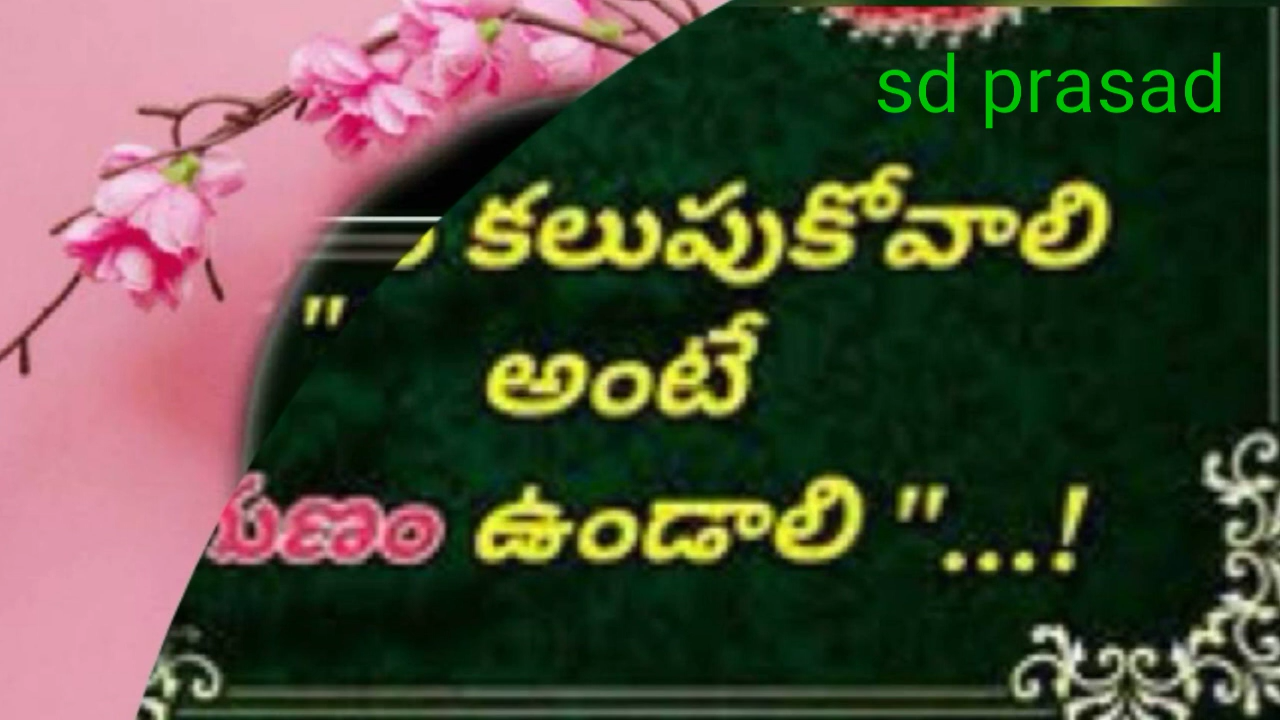 sd prasad
కలుపుకోవాలి
"
అంటే
ఉండాలి "...!